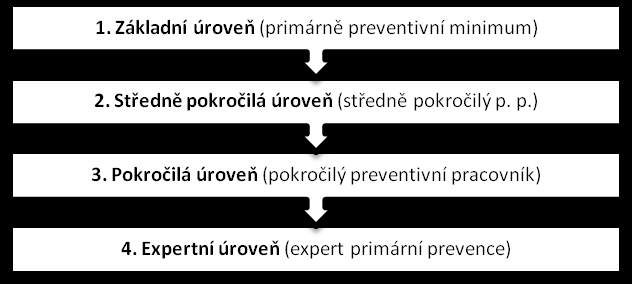 1. Základní úroveň (primárně preventivní minimum)
2. Středně pokročilá úroveň (středně pokročilý p. p.)
3. Pokročilá úroveň (pokročilý preventivní pracovník)
4. Expertní úroveň (expert primární prevence)